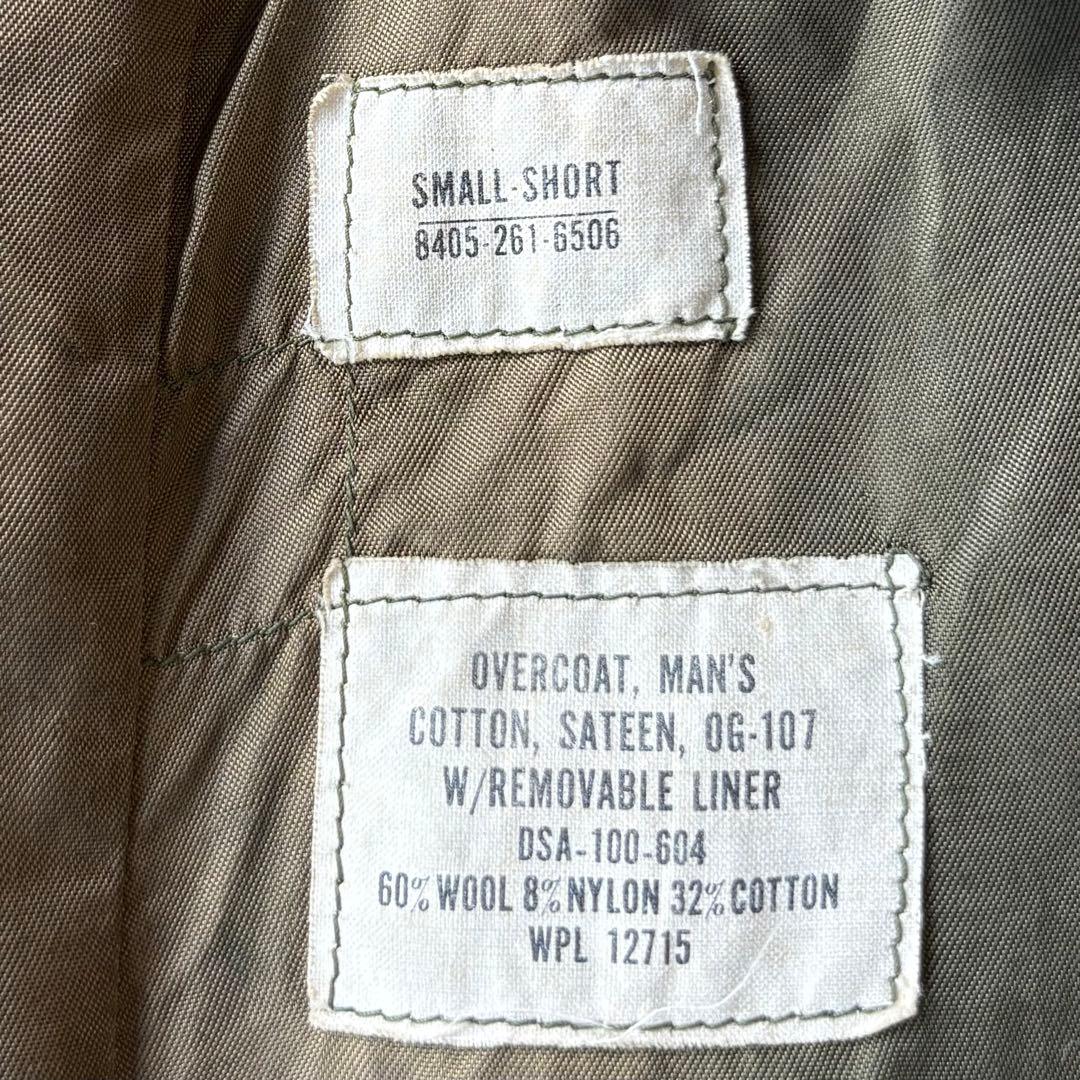 SMALL-SHORT
8405-261-6506
OVERCOAT, MAN'S
COTTON, SATEEN, OG-107
W/REMOVABLE LINER
DSA-100-604
60% WOOL 8% NYLON 32% COTTON
WPL 12715